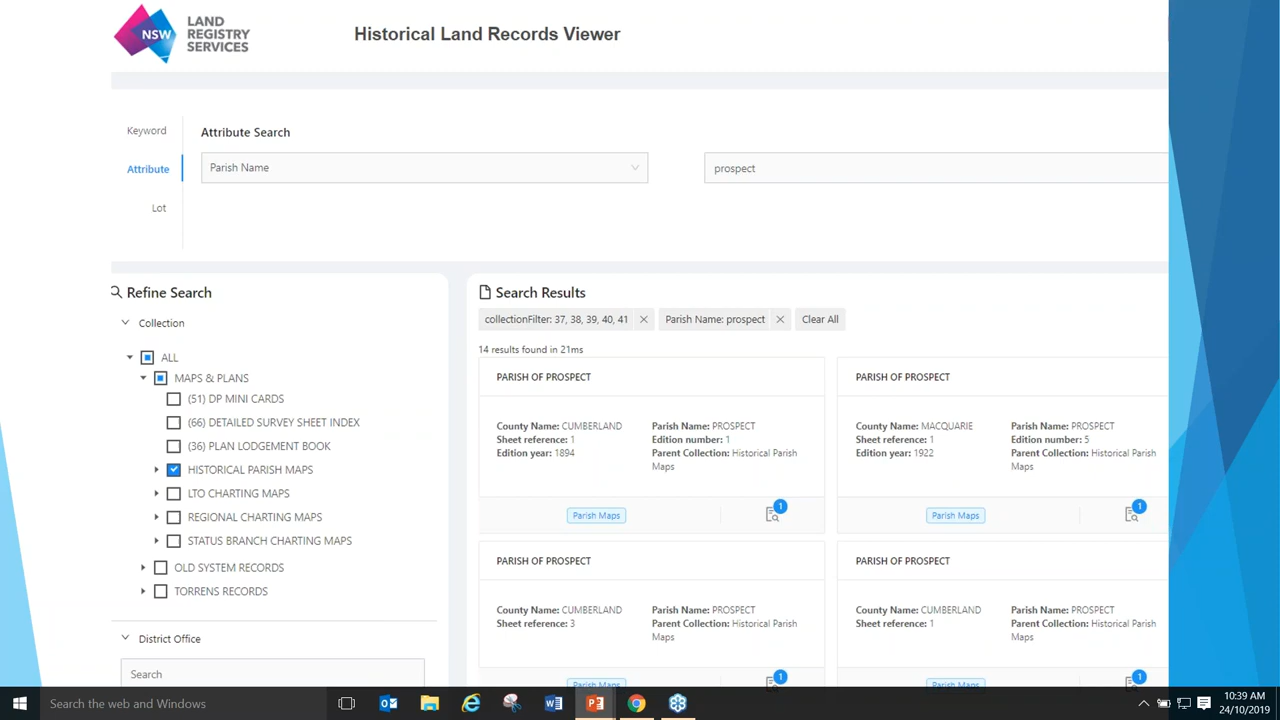 NSW
LAND
REGISTRY
SERVICES
Historical Land Records Viewer
Keyword
Attribute
Lot
Attribute Search
Parish Name
prospect
Refine Search
Collection
ALL
MAPS & PLANS
(51) DP MINI CARDS
(66) DETAILED SURVEY SHEET INDEX
(36) PLAN LODGEMENT BOOK
HISTORICAL PARISH MAPS
LTO CHARTING MAPS
REGIONAL CHARTING MAPS
STATUS BRANCH CHARTING MAPS
OLD SYSTEM RECORDS
TORRENS RECORDS
District Office
Search
Search Results
collectionFilter: 37, 38, 39, 40, 41
Parish Name: prospect
Clear All
14 results found in 21ms
PARISH OF PROSPECT
County Name: CUMBERLAND
Sheet reference: 1
Edition year: 1894
Parish Name: PROSPECT
Edition number: 1
Parent Collection: Historical Parish
Maps
Parish Maps
1
PARISH OF PROSPECT
County Name: MACQUARIE
Sheet reference: 1
Edition year: 1922
Parish Name: PROSPECT
Edition number: 5
Parent Collection: Historical Parish
Maps
Parish Maps
1
PARISH OF PROSPECT
County Name: CUMBERLAND
Sheet reference: 3
Parish Name: PROSPECT
Parent Collection: Historical Parish
Maps
Parish Maps
1
PARISH OF PROSPECT
County Name: CUMBERLAND
Sheet reference: 1
Parish Name: PROSPECT
Parent Collection: Historical Parish
Maps
Parish Maps
1
Search the web and Windows
10:39 AM
24/10/2019